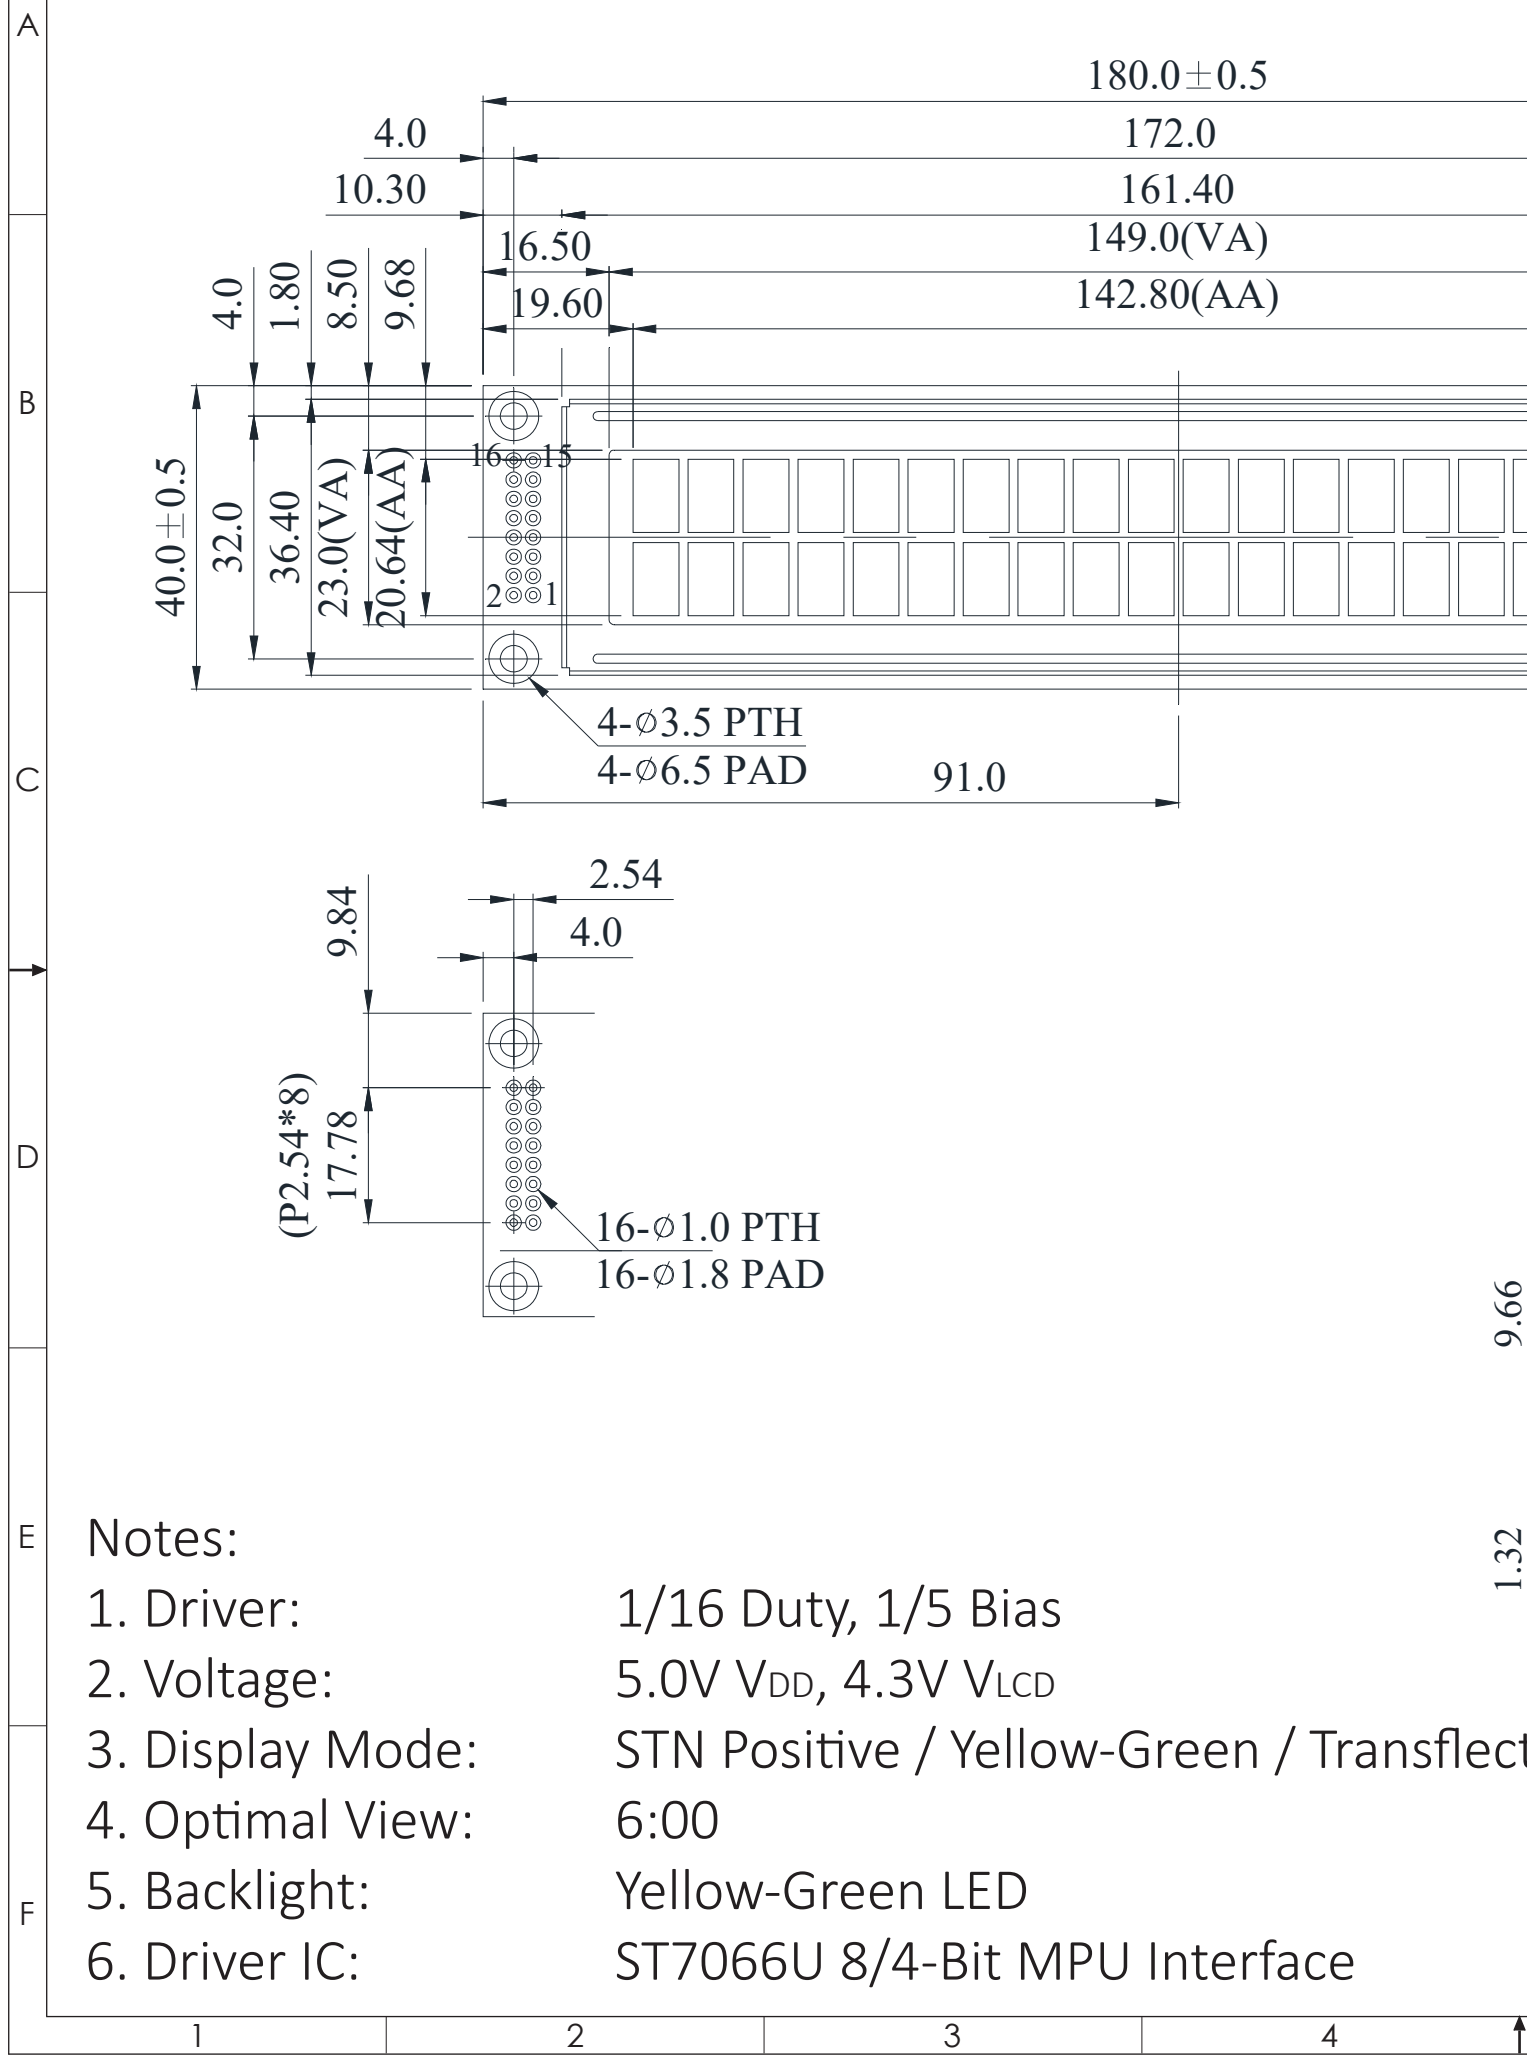 A
180.0±0.5
4.0
172.0
10.30
161.40
16.50
149.0(VA)
19.60
142.80(AA)
4.0
1.80
8.50
9.68
B
40.0±0.5
32.0
36.40
23.0(VA)
20.64(AA)
16
15
2
1
4-⌀3.5 PTH
4-⌀6.5 PAD
91.0
C
2.54
9.84
4.0
D
(P2.54*8)
17.78
16-⌀1.0 PTH
16-⌀1.8 PAD
9.66
1.32
E
Notes:
1. Driver: 1/16 Duty, 1/5 Bias
2. Voltage: 5.0V VDD, 4.3V VLCD
3. Display Mode: STN Positive / Yellow-Green / Transflect
4. Optimal View: 6:00
5. Backlight: Yellow-Green LED
F
6. Driver IC: ST7066U 8/4-Bit MPU Interface
1 2 3 4